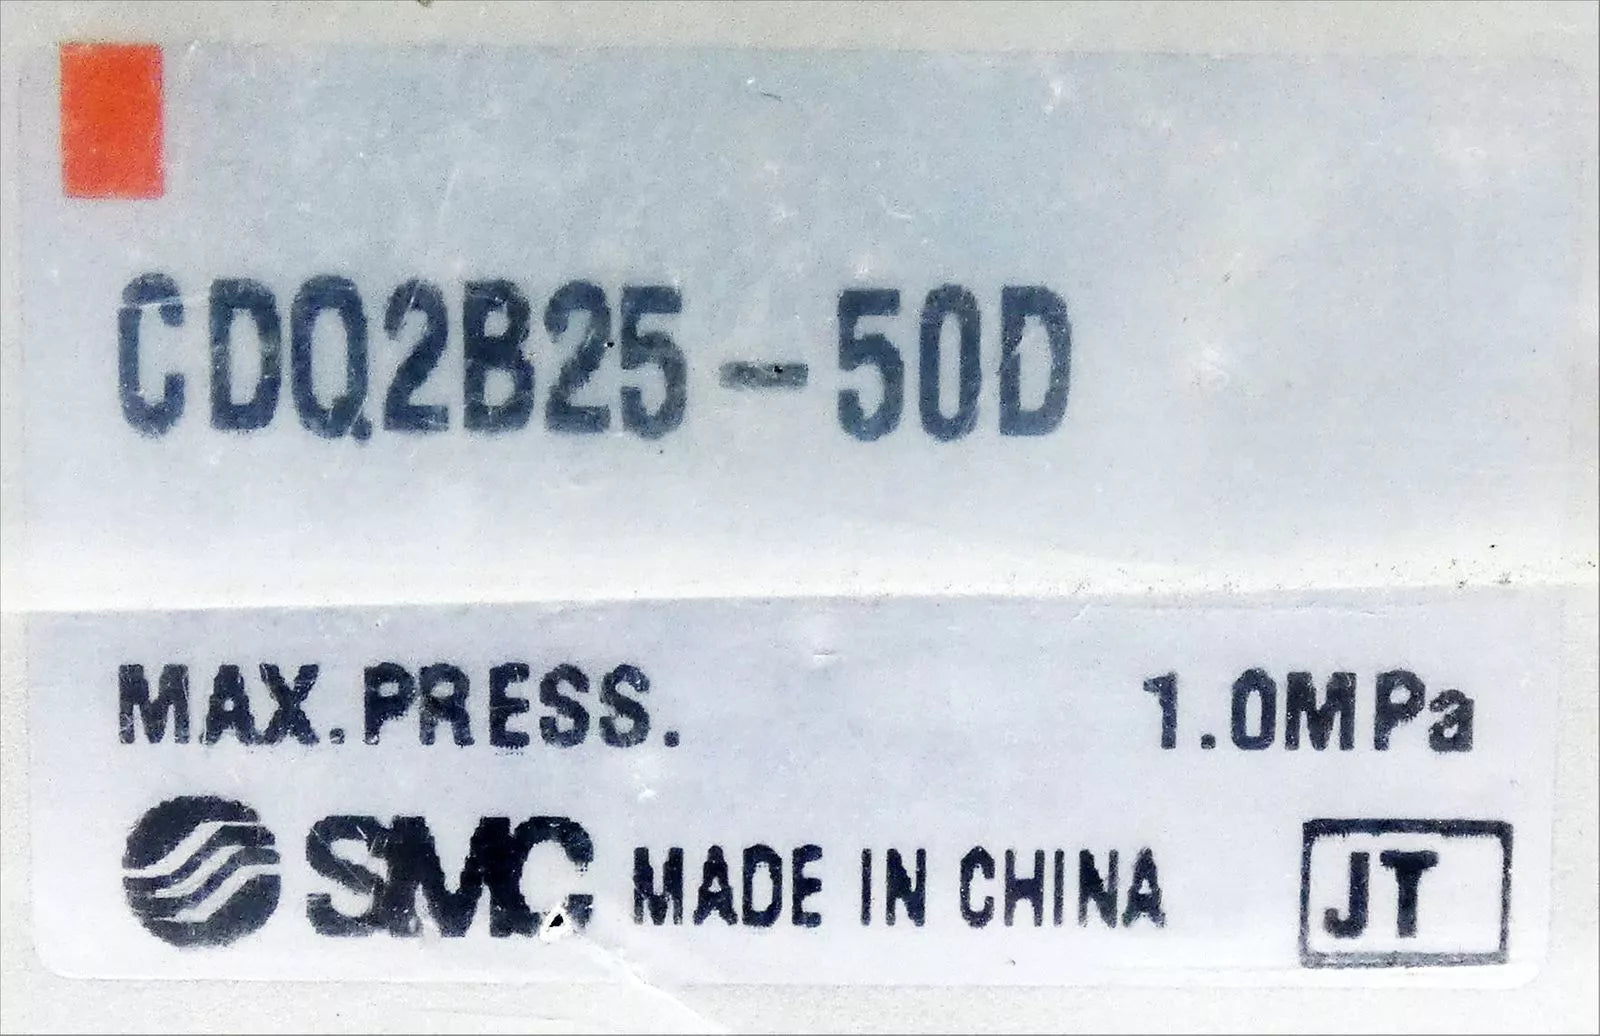 CDQ2B25-50D
MAX.PRESS. 1.0MPa
SMC MADE IN CHINA JT